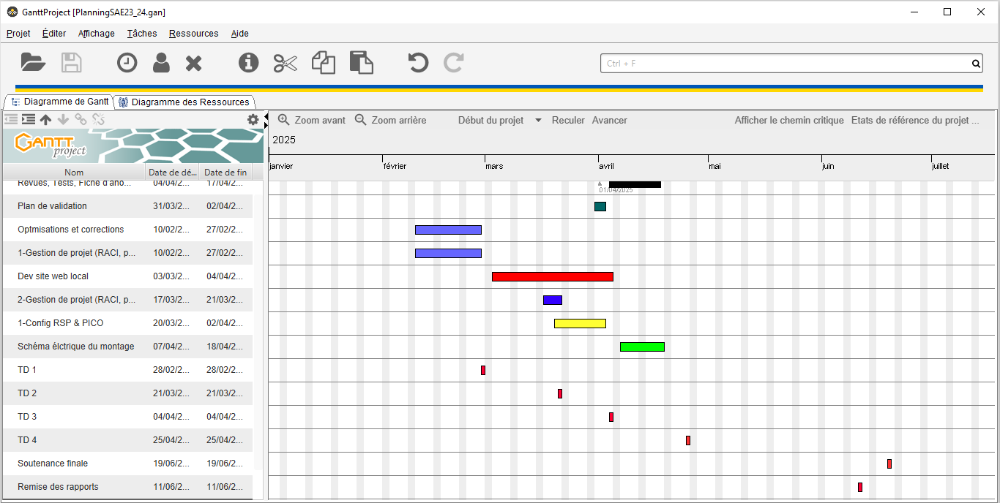 GanttProject [PlanningSAE23_24.gan]
Projet Éditer Affichage Tâches Ressources Aide
Ctrl + F
Diagramme de Gantt Diagramme des Ressources
Zoom avant Zoom arrière Début du projet Reculer Avancer Afficher le chemin critique Etats de référence du projet ...
GANTT project
2025
janvier février mars avril mai juin juillet
Nom Date de dé... Date de fin
Revues, Tests, Fiche d'ano... 04/04/2... 17/04/2...
01/04/2025
Plan de validation 31/03/2... 02/04/2...
Optmisations et corrections 10/02/2... 27/02/2...
1-Gestion de projet (RACI, p... 10/02/2... 27/02/2...
Dev site web local 03/03/2... 04/04/2...
2-Gestion de projet (RACI, p... 17/03/2... 21/03/2...
1-Config RSP & PICO 20/03/2... 02/04/2...
Schéma élctrique du montage 07/04/2... 18/04/2...
TD 1 28/02/2... 28/02/2...
TD 2 21/03/2... 21/03/2...
TD 3 04/04/2... 04/04/2...
TD 4 25/04/2... 25/04/2...
Soutenance finale 19/06/2... 19/06/2...
Remise des rapports 11/06/2... 11/06/2...